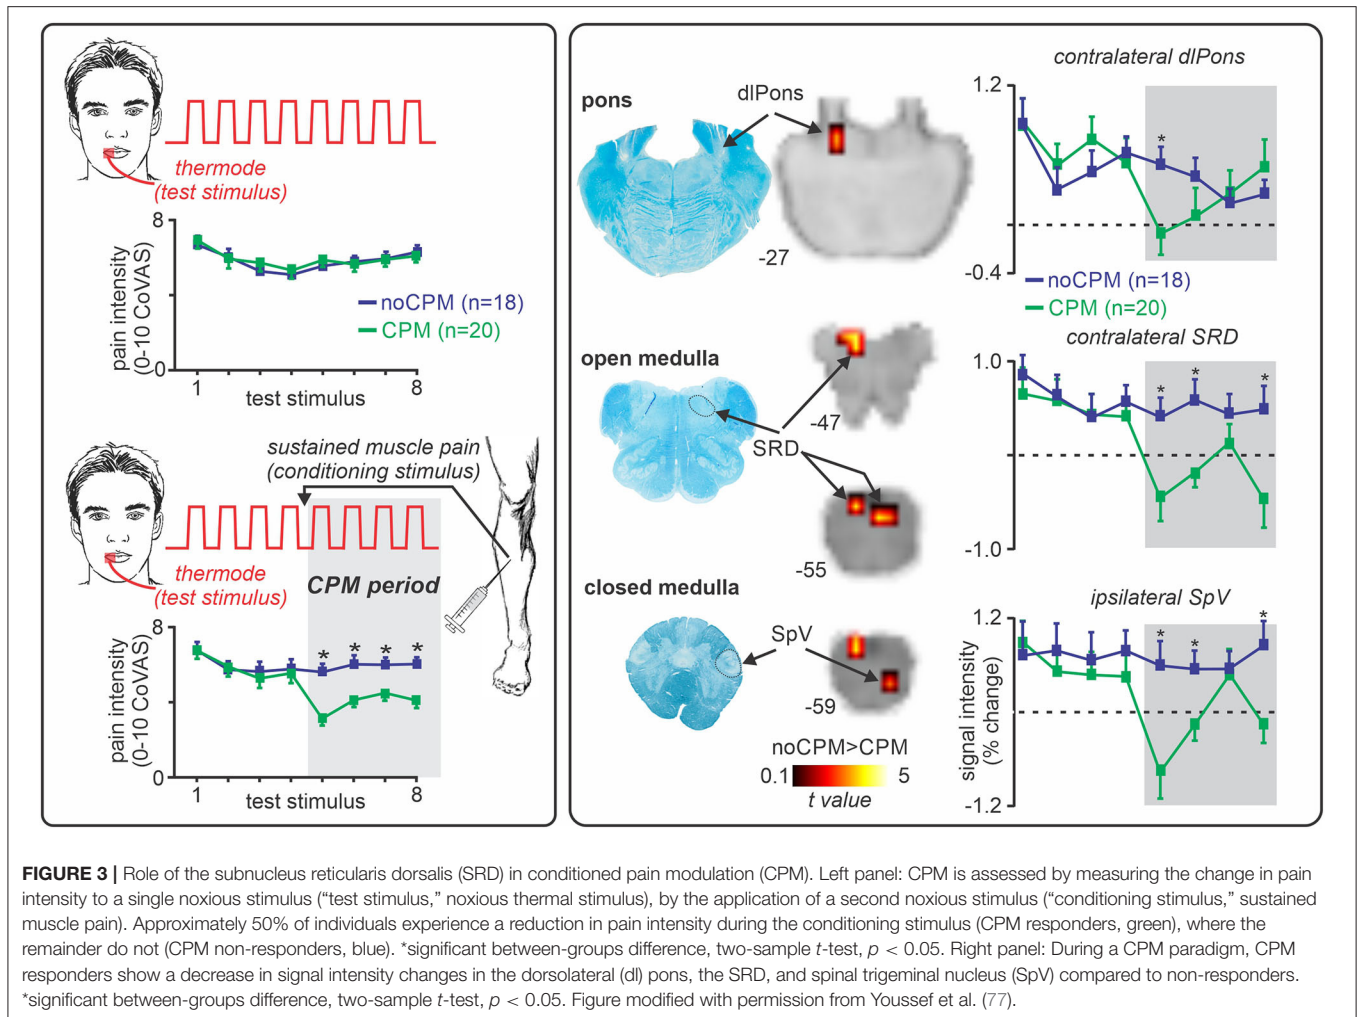 thermode
(test stimulus)
8
pain intensity
(0-10 CoVAS)
0
noCPM (n=18)
CPM (n=20)
1
8
test stimulus
sustained muscle pain
(conditioning stimulus)
thermode
(test stimulus)
CPM period
8
pain intensity
(0-10 CoVAS)
0
* * * *
1
8
test stimulus
pons
dlPons
-27
open medulla
-47
SRD
-55
closed medulla
SpV
-59
noCPM>CPM
0.1
5
t value
contralateral dlPons
1.2
*
-0.4
noCPM (n=18)
CPM (n=20)
contralateral SRD
1.0
* * *
-1.0
ipsilateral SpV
1.2
* * *
signal intensity
(% change)
-1.2
FIGURE 3 | Role of the subnucleus reticularis dorsalis (SRD) in conditioned pain modulation (CPM). Left panel: CPM is assessed by measuring the change in pain
intensity to a single noxious stimulus (“test stimulus,” noxious thermal stimulus), by the application of a second noxious stimulus (“conditioning stimulus,” sustained
muscle pain). Approximately 50% of individuals experience a reduction in pain intensity during the conditioning stimulus (CPM responders, green), where the
remainder do not (CPM non-responders, blue). *significant between-groups difference, two-sample t-test, p < 0.05. Right panel: During a CPM paradigm, CPM
responders show a decrease in signal intensity changes in the dorsolateral (dl) pons, the SRD, and spinal trigeminal nucleus (SpV) compared to non-responders.
*significant between-groups difference, two-sample t-test, p < 0.05. Figure modified with permission from Youssef et al. (77).